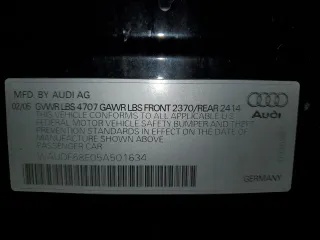 MFD BY AUDI AG
02/05 GVWR LBS 4707 GAWR LBS FRONT 2370/REAR 2414
THIS VEHICLE CONFORMS TO ALL APPLICABLE
FEDERAL MOTOR VEHICLE SAFETY BUMPER AND THEFT
PREVENTION STANDARDS IN EFFECT ON THE DATE OF
MANUFACTURE SHOWN ABOVE
PASSENGER CAR
Audi
GERMANY